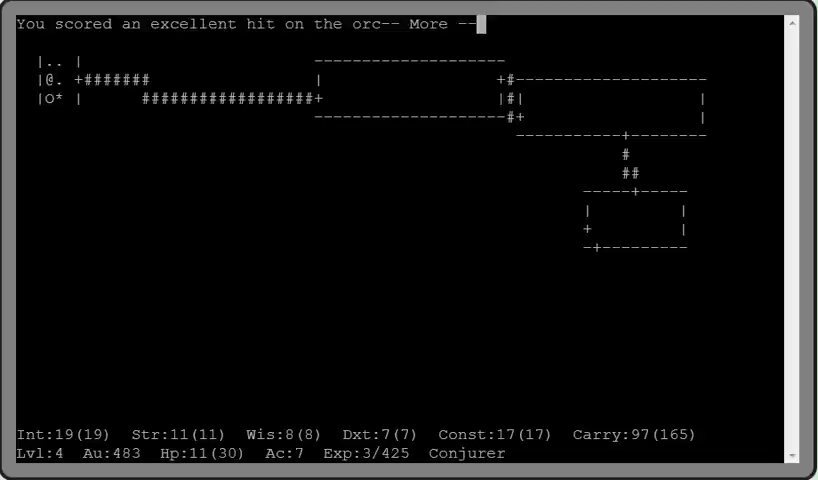 You scored an excellent hit on the orc-- More --
|.. | --------------------
|@. +####### | +#--------------------
|O* | ##################+ |#| |
--------------------#+ |
-----------+--------
#
##
-----+-----
| |
+ |
-+---------
Int:19(19) Str:11(11) Wis:8(8) Dxt:7(7) Const:17(17) Carry:97(165)
Lvl:4 Au:483 Hp:11(30) Ac:7 Exp:3/425 Conjurer